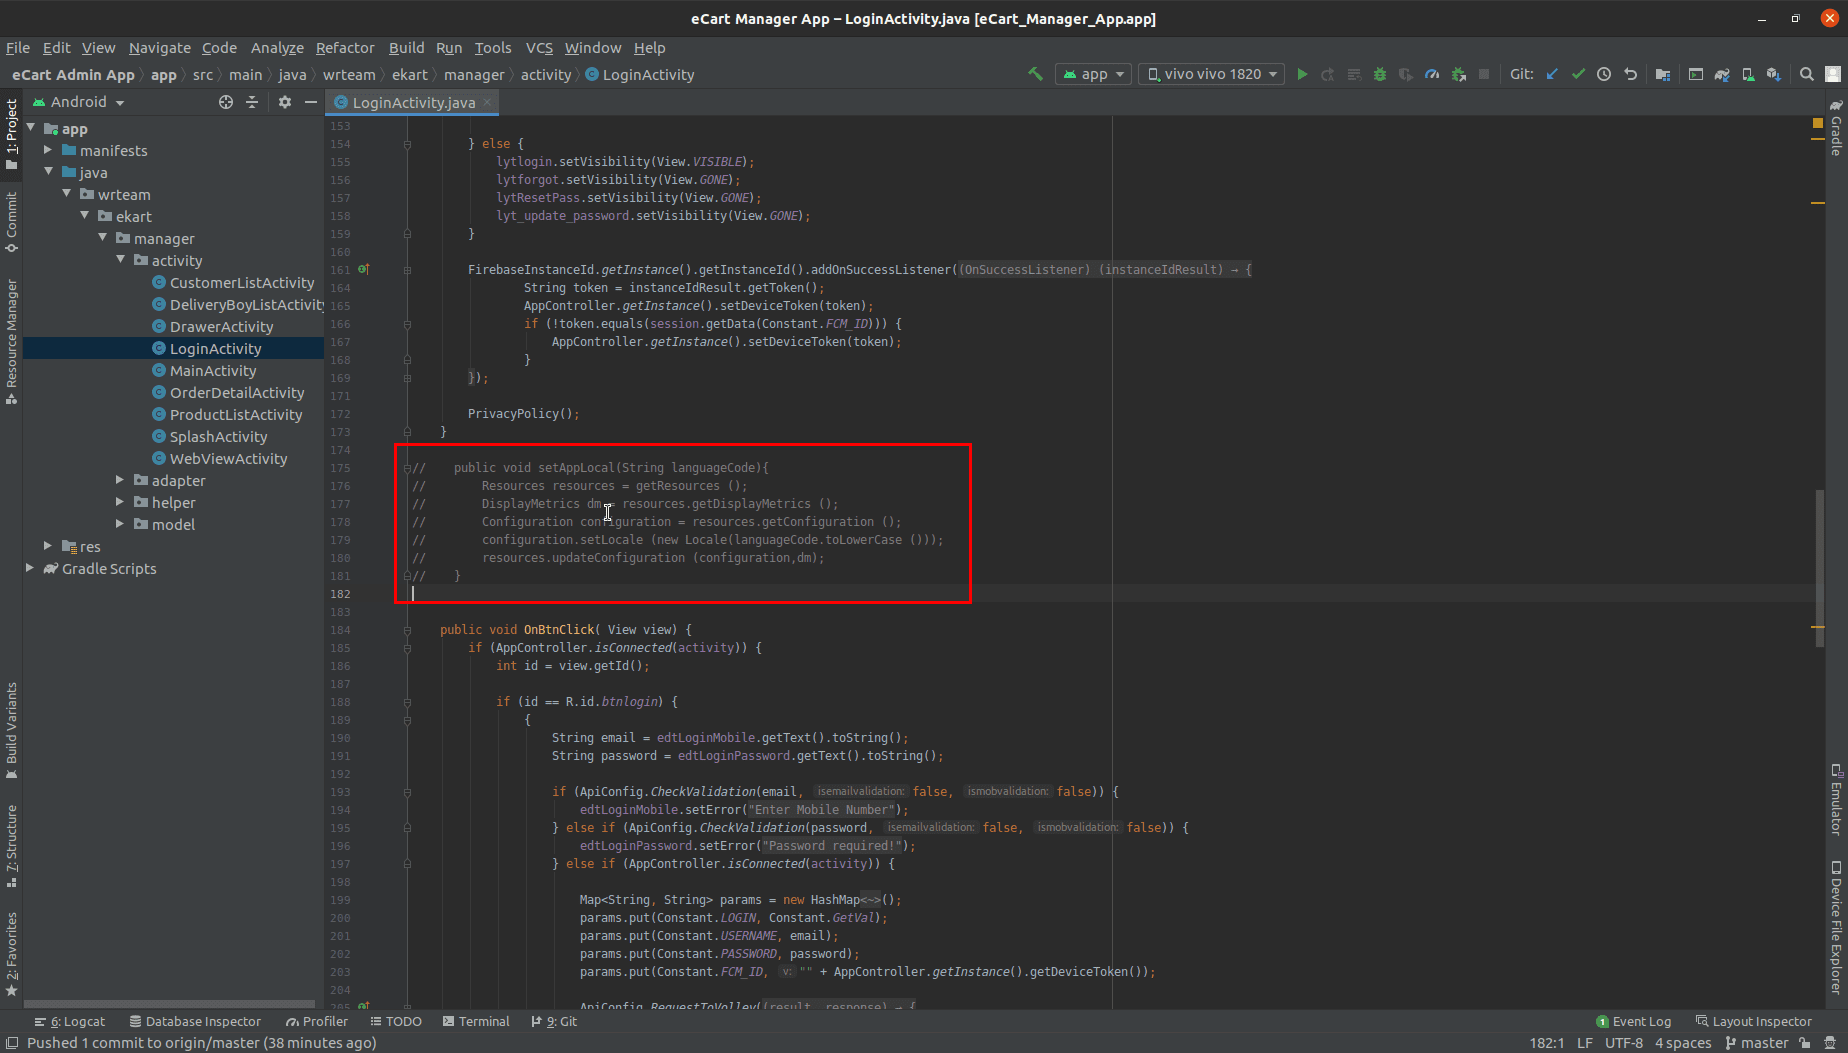 eCart Manager App – LoginActivity.java [eCart_Manager_App.app]
File Edit View Navigate Code Analyze Refactor Build Run Tools VCS Window Help
eCart Admin App app src main java wrteam ekart manager activity LoginActivity app vivo vivo 1820 Git:
Android
LoginActivity.java
1: Project
Commit
Resource Manager
Build Variants
7: Structure
2: Favorites
app
manifests
java
wrteam
ekart
manager
activity
CustomerListActivity
DeliveryBoyListActivity
DrawerActivity
LoginActivity
MainActivity
OrderDetailActivity
ProductListActivity
SplashActivity
WebViewActivity
adapter
helper
model
res
Gradle Scripts
153
154 } else {
155 lytlogin.setVisibility(View.VISIBLE);
156 lytforgot.setVisibility(View.GONE);
157 lytResetPass.setVisibility(View.GONE);
158 lyt_update_password.setVisibility(View.GONE);
159 }
160
161 FirebaseInstanceId.getInstance().getInstanceId().addOnSuccessListener((OnSuccessListener) (instanceIdResult) → {
164 String token = instanceIdResult.getToken();
165 AppController.getInstance().setDeviceToken(token);
166 if (!token.equals(session.getData(Constant.FCM_ID))) {
167 AppController.getInstance().setDeviceToken(token);
168 }
169 });
171
172 PrivacyPolicy();
173 }
174
175 // public void setAppLocal(String languageCode){
176 // Resources resources = getResources ();
177 // DisplayMetrics dm = resources.getDisplayMetrics ();
178 // Configuration configuration = resources.getConfiguration ();
179 // configuration.setLocale (new Locale(languageCode.toLowerCase ()));
180 // resources.updateConfiguration (configuration,dm);
181 // }
182
183
184 public void OnBtnClick( View view) {
185 if (AppController.isConnected(activity)) {
186 int id = view.getId();
187
188 if (id == R.id.btnlogin) {
189 {
190 String email = edtLoginMobile.getText().toString();
191 String password = edtLoginPassword.getText().toString();
192
193 if (ApiConfig.CheckValidation(email, isemailvalidation: false, ismobvalidation: false)) {
194 edtLoginMobile.setError("Enter Mobile Number");
195 } else if (ApiConfig.CheckValidation(password, isemailvalidation: false, ismobvalidation: false)) {
196 edtLoginPassword.setError("Password required!");
197 } else if (AppController.isConnected(activity)) {
198
199 Map<String, String> params = new HashMap<~>();
200 params.put(Constant.LOGIN, Constant.GetVal);
201 params.put(Constant.USERNAME, email);
202 params.put(Constant.PASSWORD, password);
203 params.put(Constant.FCM_ID, v: "" + AppController.getInstance().getDeviceToken());
204
205 ApiConfig.RequestToVolley((result, response) → {
Gradle
Emulator
Device File Explorer
6: Logcat Database Inspector Profiler TODO Terminal 9: Git 1 Event Log Layout Inspector
Pushed 1 commit to origin/master (38 minutes ago) 182:1 LF UTF-8 4 spaces master